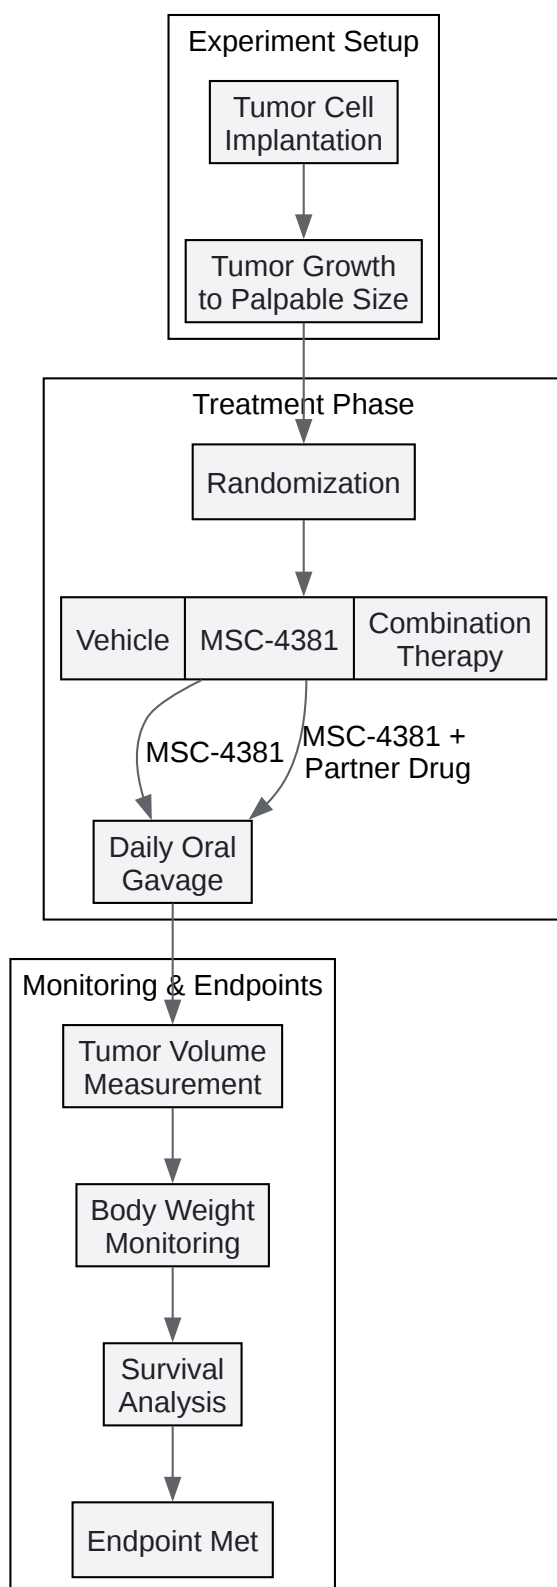 Experiment Setup
Tumor Cell
Implantation
Tumor Growth
to Palpable Size
Treatment Phase
Randomization
Vehicle
MSC-4381
Combination
Therapy
MSC-4381
MSC-4381 +
Partner Drug
Daily Oral
Gavage
Monitoring & Endpoints
Tumor Volume
Measurement
Body Weight
Monitoring
Survival
Analysis
Endpoint Met